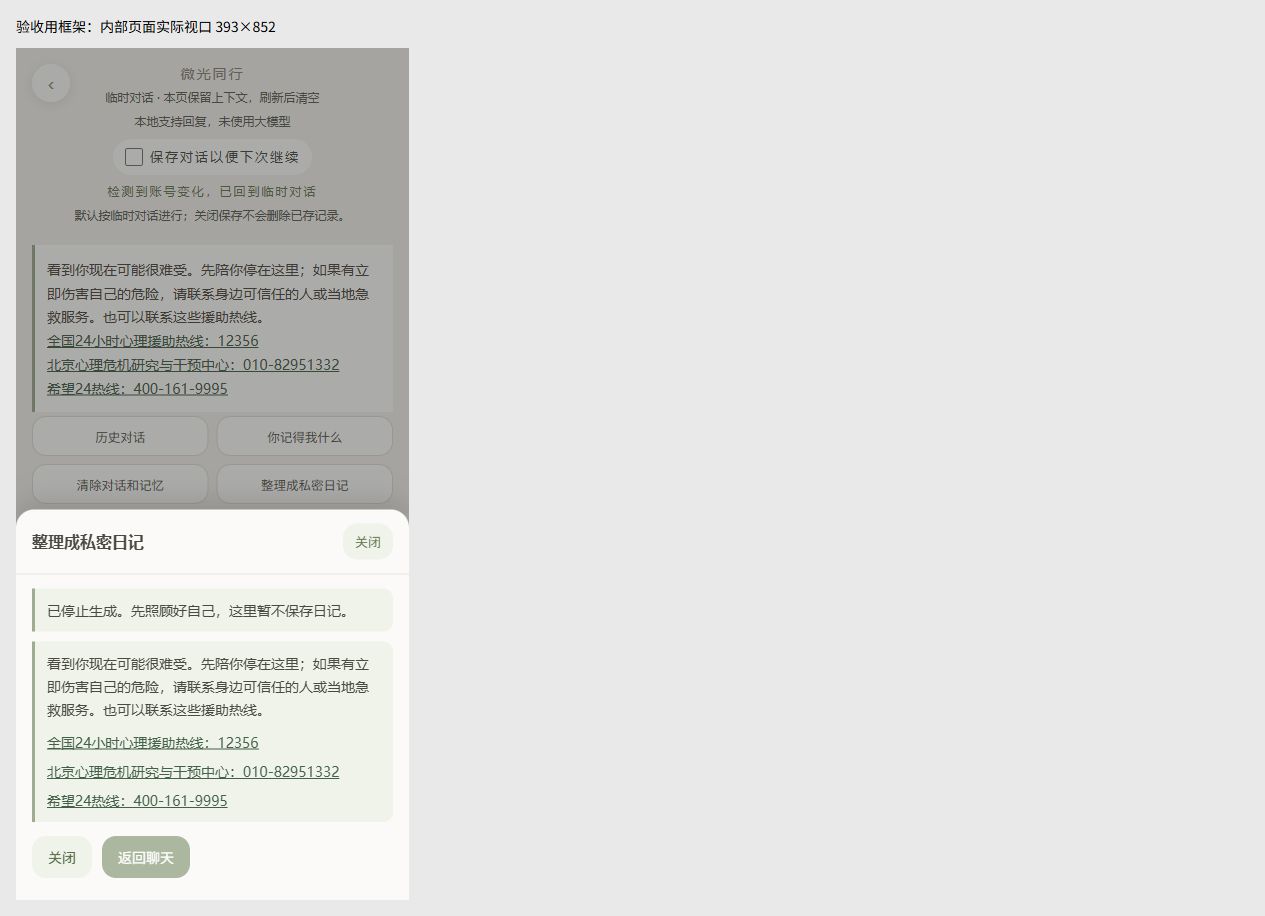 验收用框架：内部页面实际视口 393×852
‹
微光同行
临时对话 · 本页保留上下文，刷新后清空
本地支持回复，未使用大模型
保存对话以便下次继续
检测到账号变化，已回到临时对话
默认按临时对话进行；关闭保存不会删除已存记录。
看到你现在可能很难受。先陪你停在这里；如果有立
即伤害自己的危险，请联系身边可信任的人或当地急
救服务。也可以联系这些援助热线。
全国24小时心理援助热线：12356
北京心理危机研究与干预中心：010-82951332
希望24热线：400-161-9995
历史对话 你记得我什么
清除对话和记忆 整理成私密日记
整理成私密日记 关闭
已停止生成。先照顾好自己，这里暂不保存日记。
看到你现在可能很难受。先陪你停在这里；如果有立
即伤害自己的危险，请联系身边可信任的人或当地急
救服务。也可以联系这些援助热线。
全国24小时心理援助热线：12356
北京心理危机研究与干预中心：010-82951332
希望24热线：400-161-9995
关闭 返回聊天